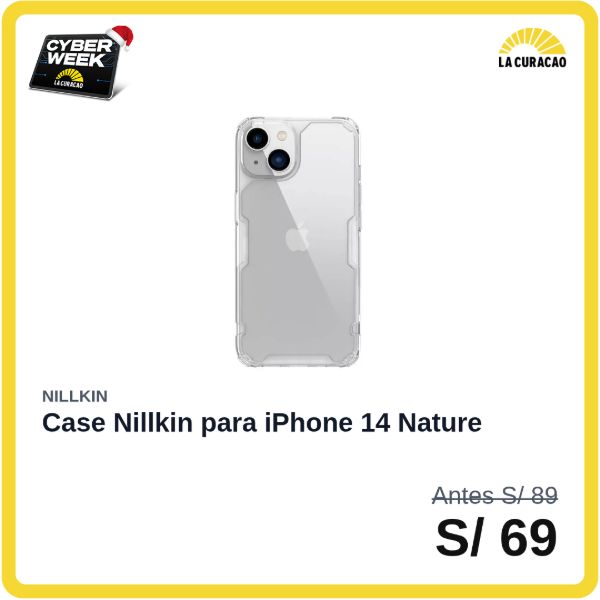 CYBER
WEEK
LA CURACAO
LA CURACAO
NILLKIN
Case Nillkin para iPhone 14 Nature
Antes S/ 89
S/ 69